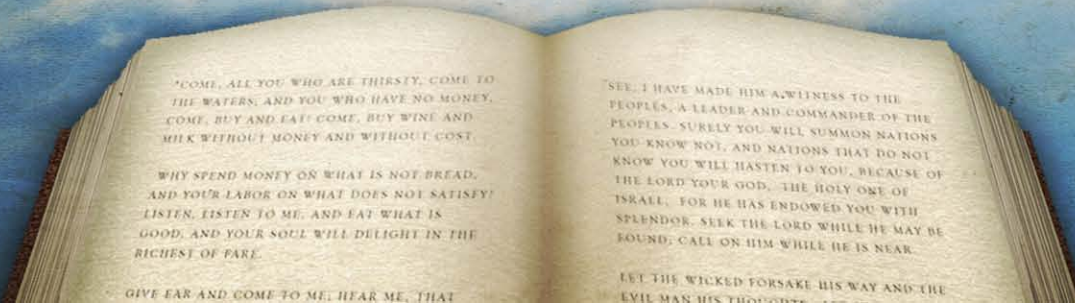 "COME, ALL YOU WHO ARE THIRSTY, COME TO
THE WATERS; AND YOU WHO HAVE NO MONEY,
COME, BUY AND EAT! COME, BUY WINE AND
MILK WITHOUT MONEY AND WITHOUT COST.
WHY SPEND MONEY ON WHAT IS NOT BREAD,
AND YOUR LABOR ON WHAT DOES NOT SATISFY?
LISTEN, LISTEN TO ME, AND EAT WHAT IS
GOOD, AND YOUR SOUL WILL DELIGHT IN THE
RICHEST OF FARE.
GIVE EAR AND COME TO ME; HEAR ME, THAT
"SEE, I HAVE MADE HIM A WITNESS TO THE
PEOPLES, A LEADER AND COMMANDER OF THE
PEOPLES. SURELY YOU WILL SUMMON NATIONS
YOU KNOW NOT, AND NATIONS THAT DO NOT
KNOW YOU WILL HASTEN TO YOU, BECAUSE OF
THE LORD YOUR GOD, THE HOLY ONE OF
ISRAEL, FOR HE HAS ENDOWED YOU WITH
SPLENDOR. SEEK THE LORD WHILE HE MAY BE
FOUND; CALL ON HIM WHILE HE IS NEAR.
LET THE WICKED FORSAKE HIS WAY AND THE
EVIL MAN HIS THOUGHTS.